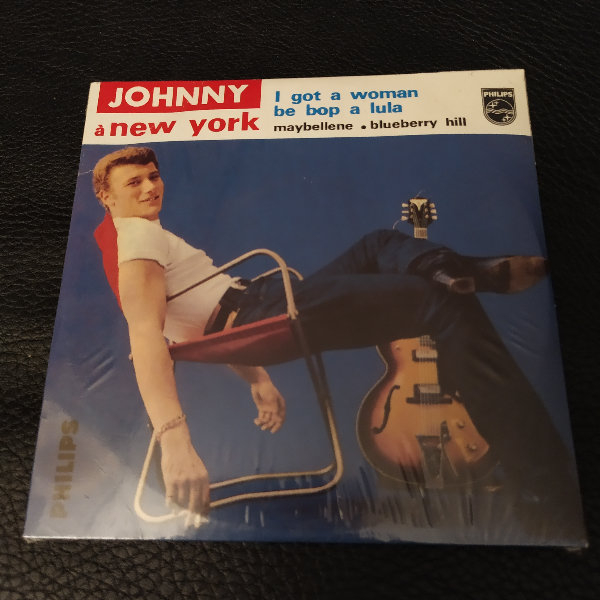 JOHNNY
à new york
I got a woman
be bop a lula
maybellene . blueberry hill
PHILIPS
PHILIPS